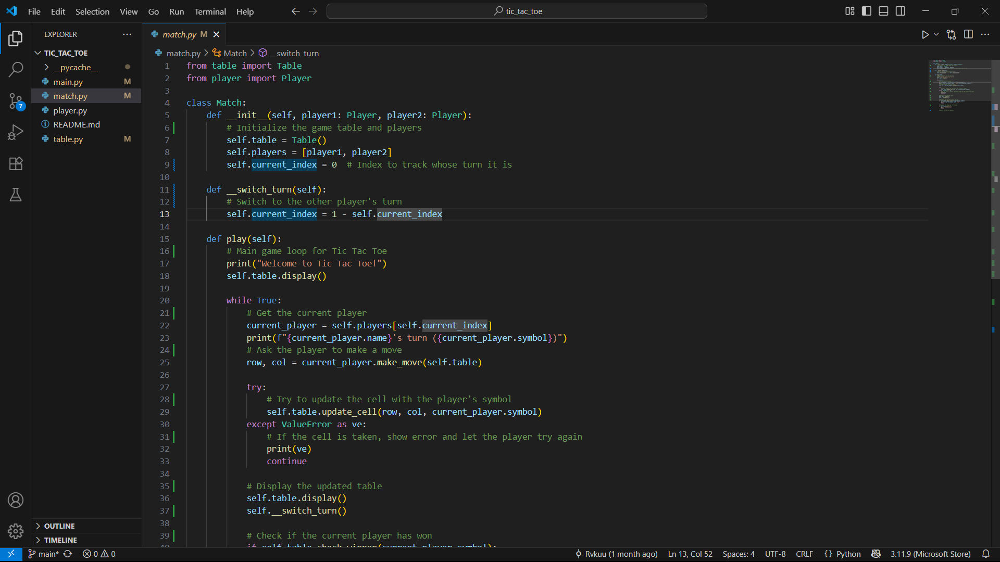 File Edit Selection View Go Run Terminal Help
tic_tac_toe
EXPLORER
TIC_TAC_TOE
__pycache__
main.py M
match.py M
player.py
README.md
table.py M
7
OUTLINE
TIMELINE
match.py M
match.py > Match > __switch_turn
1 from table import Table
2 from player import Player
3
4 class Match:
5 def __init__(self, player1: Player, player2: Player):
6 # Initialize the game table and players
7 self.table = Table()
8 self.players = [player1, player2]
9 self.current_index = 0  # Index to track whose turn it is
10
11 def __switch_turn(self):
12 # Switch to the other player's turn
13 self.current_index = 1 - self.current_index
14
15 def play(self):
16 # Main game loop for Tic Tac Toe
17 print("Welcome to Tic Tac Toe!")
18 self.table.display()
19
20 while True:
21 # Get the current player
22 current_player = self.players[self.current_index]
23 print(f"{current_player.name}'s turn ({current_player.symbol})")
24 # Ask the player to make a move
25 row, col = current_player.make_move(self.table)
26
27 try:
28 # Try to update the cell with the player's symbol
29 self.table.update_cell(row, col, current_player.symbol)
30 except ValueError as ve:
31 # If the cell is taken, show error and let the player try again
32 print(ve)
33 continue
34
35 # Display the updated table
36 self.table.display()
37 self.__switch_turn()
38
39 # Check if the current player has won
40 if self.table.check_winner(current_player.symbol):
main* 0 0 Rvkuu (1 month ago) Ln 13, Col 52 Spaces: 4 UTF-8 CRLF {} Python 3.11.9 (Microsoft Store)